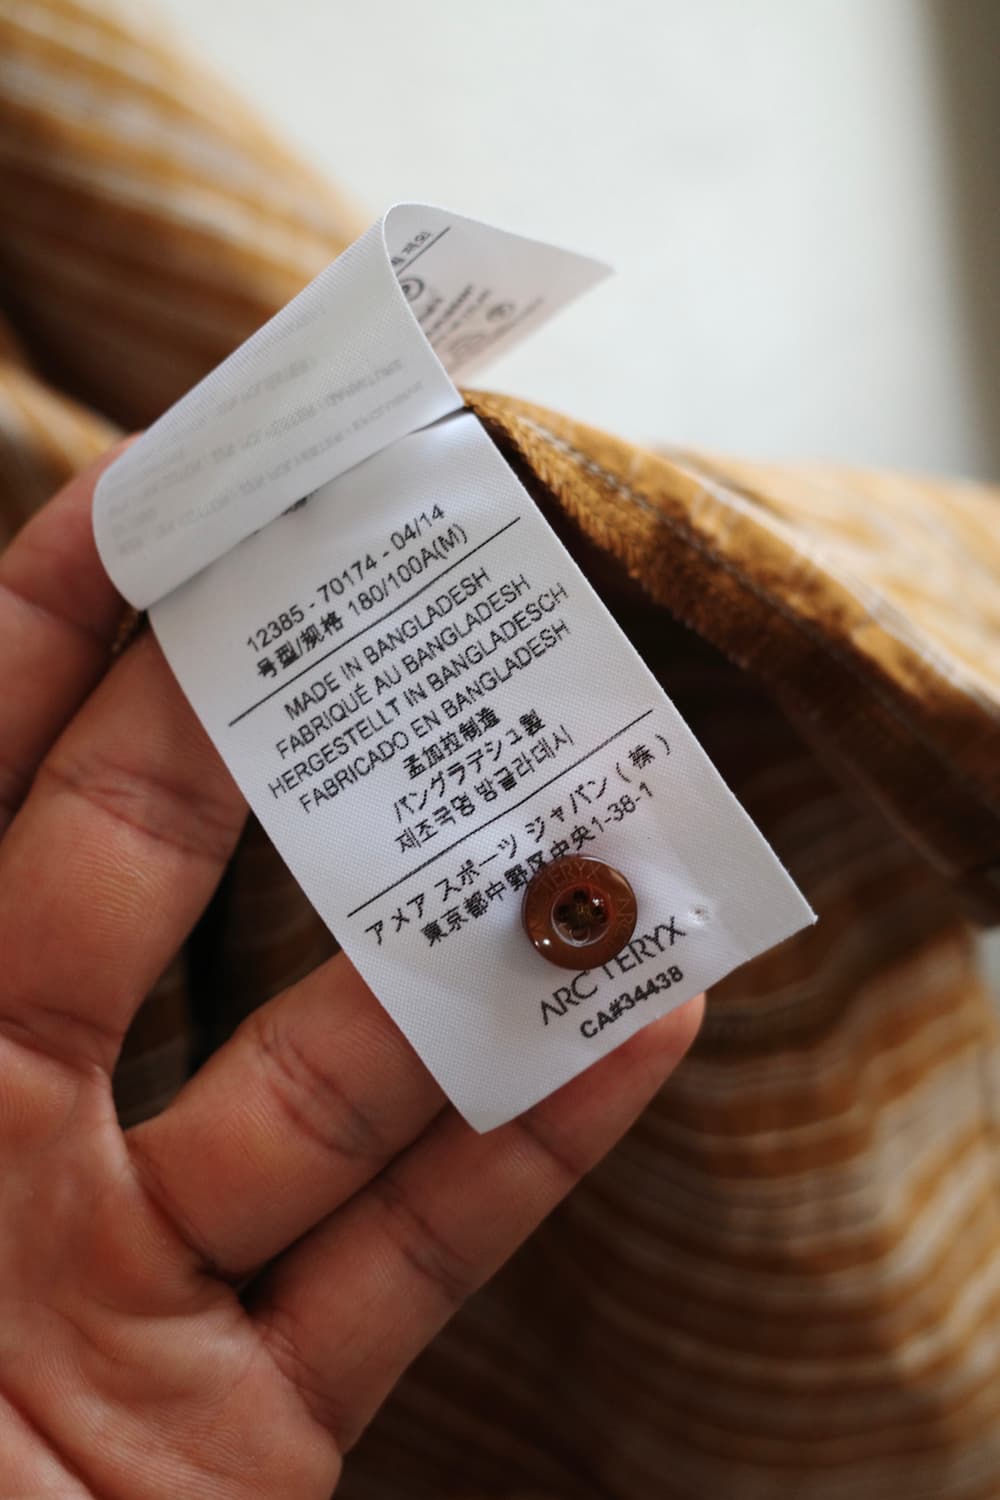 12385 - 70174 - 04/14
号型/规格 180/100A(M)
MADE IN BANGLADESH
FABRIQUÉ AU BANGLADESH
HERGESTELLT IN BANGLADESCH
FABRICADO EN BANGLADESH
孟加拉制造
バングラデシュ製
제조국명 방글라데시
アメア スポーツ ジャパン ( 株 )
東京都中野区中央1-38-1
ARC'TERYX
CA#34438